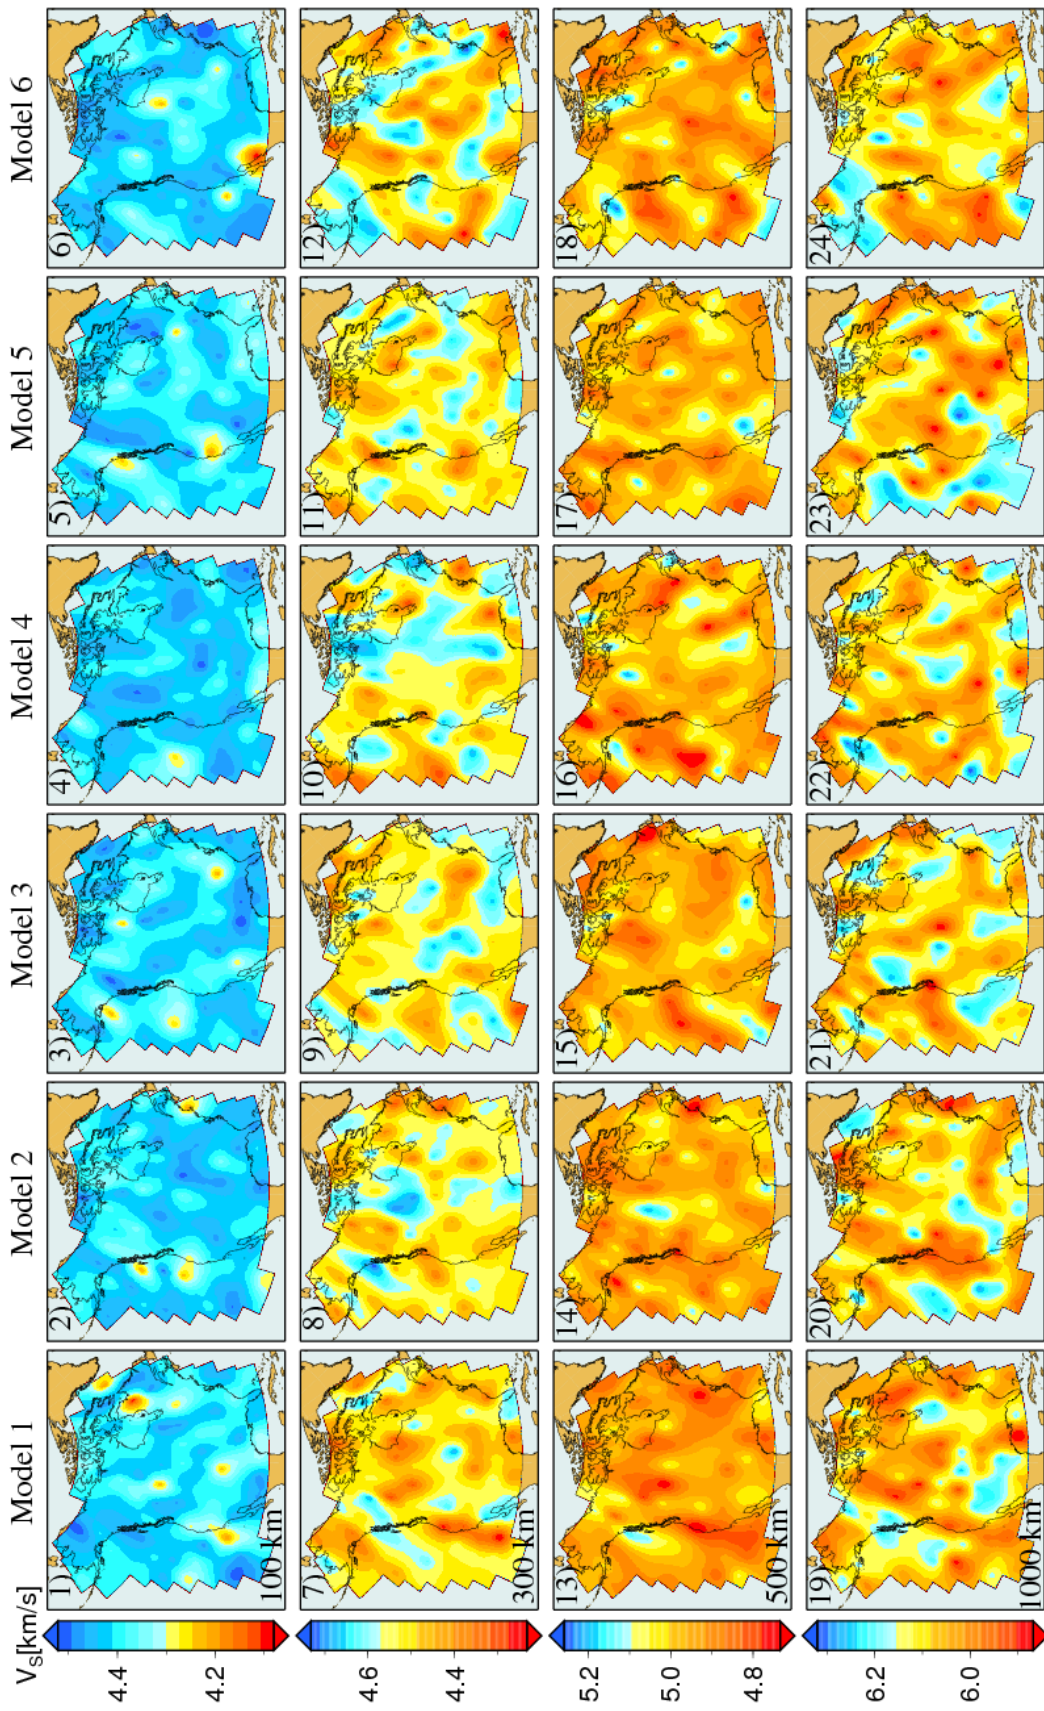 Model 1 Model 2 Model 3 Model 4 Model 5 Model 6
Vs[km/s]
1) 2) 3) 4) 5) 6)
4.4
4.2
100 km
7) 8) 9) 10) 11) 12)
4.6
4.4
300 km
13) 14) 15) 16) 17) 18)
5.2
5.0
4.8
500 km
19) 20) 21) 22) 23) 24)
6.2
6.0
1000 km